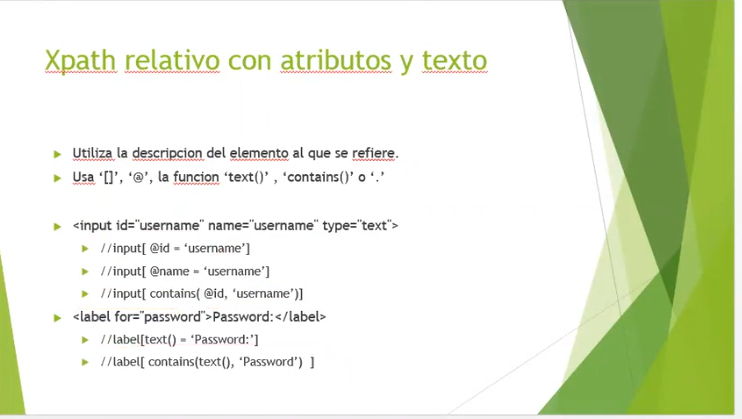 Xpath relativo con atributos y texto
Utiliza la descripcion del elemento al que se refiere.
Usa ‘[]’, ‘@’, la funcion ‘text()’ , ‘contains()’ o ‘.’
<input id="username" name="username" type="text">
//input[ @id = ‘username’]
//input[ @name = ‘username’]
//input[ contains( @id, ‘username’)]
<label for="password">Password:</label>
//label[text() = ‘Password:’]
//label[ contains(text(), ‘Password’) ]